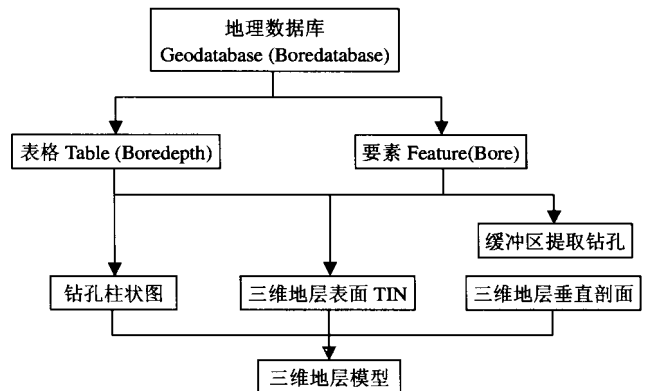 地理数据库
Geodatabase (Boredatabase)
表格 Table (Boredepth)
要素 Feature(Bore)
缓冲区提取钻孔
钻孔柱状图
三维地层表面 TIN
三维地层垂直剖面
三维地层模型